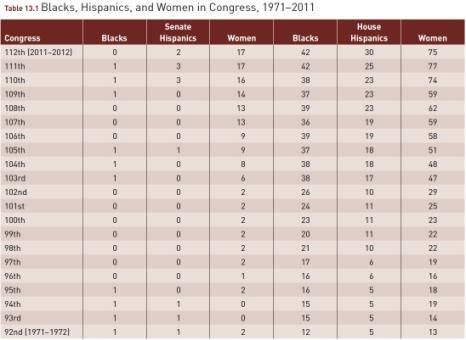 Table 13.1 Blacks, Hispanics, and Women in Congress, 1971–2011
Senate House
Congress Blacks Hispanics Women Blacks Hispanics Women
112th (2011–2012) 0 2 17 42 30 75
111th 1 3 17 42 25 77
110th 1 3 16 38 23 74
109th 1 0 14 37 23 59
108th 0 0 13 39 23 62
107th 0 0 13 36 19 59
106th 0 0 9 39 19 58
105th 1 1 9 37 18 51
104th 1 0 8 38 18 48
103rd 1 0 6 38 17 47
102nd 0 0 2 26 10 29
101st 0 0 2 24 11 25
100th 0 0 2 23 11 23
99th 0 0 2 20 11 22
98th 0 0 2 21 10 22
97th 0 0 2 17 6 19
96th 0 0 1 16 6 16
95th 1 0 2 16 5 18
94th 1 1 0 15 5 19
93rd 1 1 0 15 5 14
92nd (1971–1972) 1 1 2 12 5 13